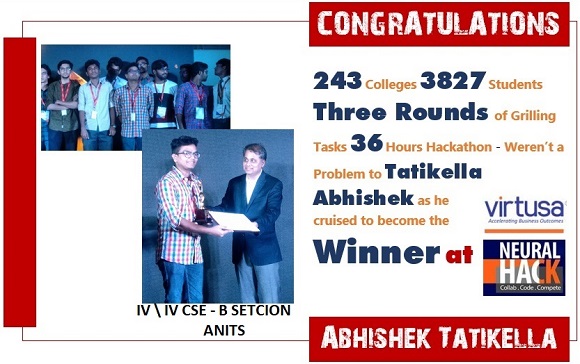 CONGRATULATIONS
243 Colleges 3827 Students
Three Rounds of Grilling
Tasks 36 Hours Hackathon - Weren't a
Problem to Tatikella
Abhishek as he
cruised to become the
Winner at
virtusa
Accelerating Business Outcomes
NEURAL
HACK
Collab . Code . Compete
IV \ IV CSE - B SETCION
ANITS
ABHISHEK TATIKELLA